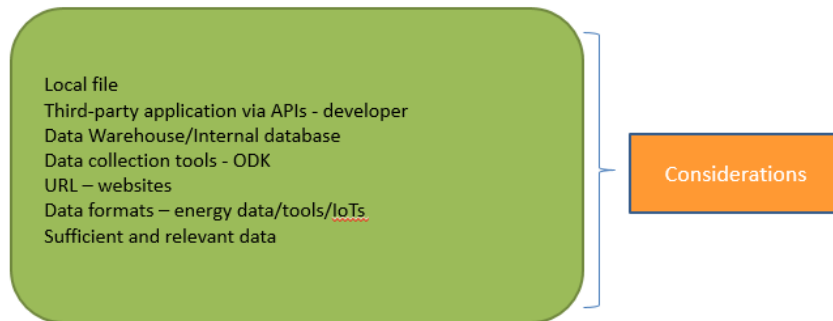 Local file
Third-party application via APIs - developer
Data Warehouse/Internal database
Data collection tools - ODK
URL – websites
Data formats – energy data/tools/IoTs
Sufficient and relevant data
Considerations